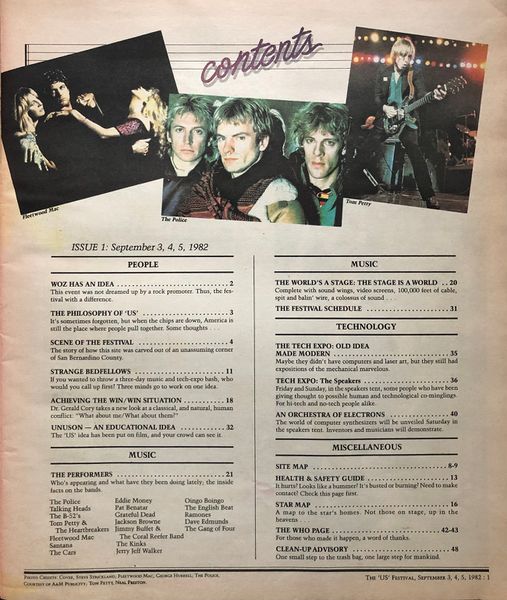 contents
Fleetwood Mac
The Police
Tom Petty
ISSUE 1: September 3, 4, 5, 1982
PEOPLE
WOZ HAS AN IDEA . . . . . . . . . . . . . . . . . . . . . . 2
This event was not dreamed up by a rock promoter. Thus, the fes-
tival with a difference.
THE PHILOSOPHY OF 'US' . . . . . . . . . . . . . . . . 3
It's sometimes forgotten, but when the chips are down, America is
still the place where people pull together. Some thoughts . . .
SCENE OF THE FESTIVAL . . . . . . . . . . . . . . . . 4
The story of how this site was carved out of an unassuming corner
of San Bernardino County.
STRANGE BEDFELLOWS . . . . . . . . . . . . . . . . . 11
If you wanted to throw a three-day music and tech-expo bash, who
would you call up first? Three minds go to work on one idea.
ACHIEVING THE WIN/WIN SITUATION . . . . . . . . 18
Dr. Gerald Cory takes a new look at a classical, and natural, human
conflict: "What about me/What about them?"
UNUSON — AN EDUCATIONAL IDEA . . . . . . . . . 32
The 'US' idea has been put on film, and your crowd can see it.
MUSIC
THE PERFORMERS . . . . . . . . . . . . . . . . . . . . 21
Who's appearing and what have they been doing lately; the inside
facts on the bands.
The Police
Talking Heads
The B-52's
Tom Petty &
The Heartbreakers
Fleetwood Mac
Santana
The Cars
Eddie Money
Pat Benatar
Grateful Dead
Jackson Browne
Jimmy Buffet &
The Coral Reefer Band
The Kinks
Jerry Jeff Walker
Oingo Boingo
The English Beat
Ramones
Dave Edmunds
The Gang of Four
MUSIC
THE WORLD'S A STAGE: THE STAGE IS A WORLD . . 20
Complete with sound wings, video screens, 100,000 feet of cable,
spit and balin' wire, a colossus of sound . . .
THE FESTIVAL SCHEDULE . . . . . . . . . . . . . . . 31
TECHNOLOGY
THE TECH EXPO: OLD IDEA
MADE MODERN . . . . . . . . . . . . . . . . . . . . . 35
Maybe they didn't have computers and laser art, but they still had
expositions of the mechanical marvelous.
TECH EXPO: The Speakers . . . . . . . . . . . . . . . 36
Friday and Sunday, in the speakers tent, some people who have been
giving thought to possible human and technological co-minglings.
For hi-tech and no-tech people alike.
AN ORCHESTRA OF ELECTRONS . . . . . . . . . . . . 40
The world of computer synthesizers will be unveiled Saturday in
the speakers tent. Inventors and musicians will demonstrate.
MISCELLANEOUS
SITE MAP . . . . . . . . . . . . . . . . . . . . . . . . 8-9
HEALTH & SAFETY GUIDE . . . . . . . . . . . . . . . 13
It hurts? Looks like a bummer? It's busted or burning? Need to make
contact? Check this page first.
STAR MAP . . . . . . . . . . . . . . . . . . . . . . . . 16
A map to the star's homes. Not those on stage, up in the
heavens . . .
THE WHO PAGE . . . . . . . . . . . . . . . . . . . . 42-43
For those who made it happen, a word of thanks.
CLEAN-UP ADVISORY . . . . . . . . . . . . . . . . . . 48
One small step to the trash bag, one large step for mankind.
PHOTO CREDITS: COVER, STEVE STRICKLAND; FLEETWOOD MAC, GEORGE HURRELL; THE POLICE,
COURTESY OF A&M PUBLICITY; TOM PETTY, NEAL PRESTON.
THE 'US' FESTIVAL, SEPTEMBER 3, 4, 5, 1982 : 1